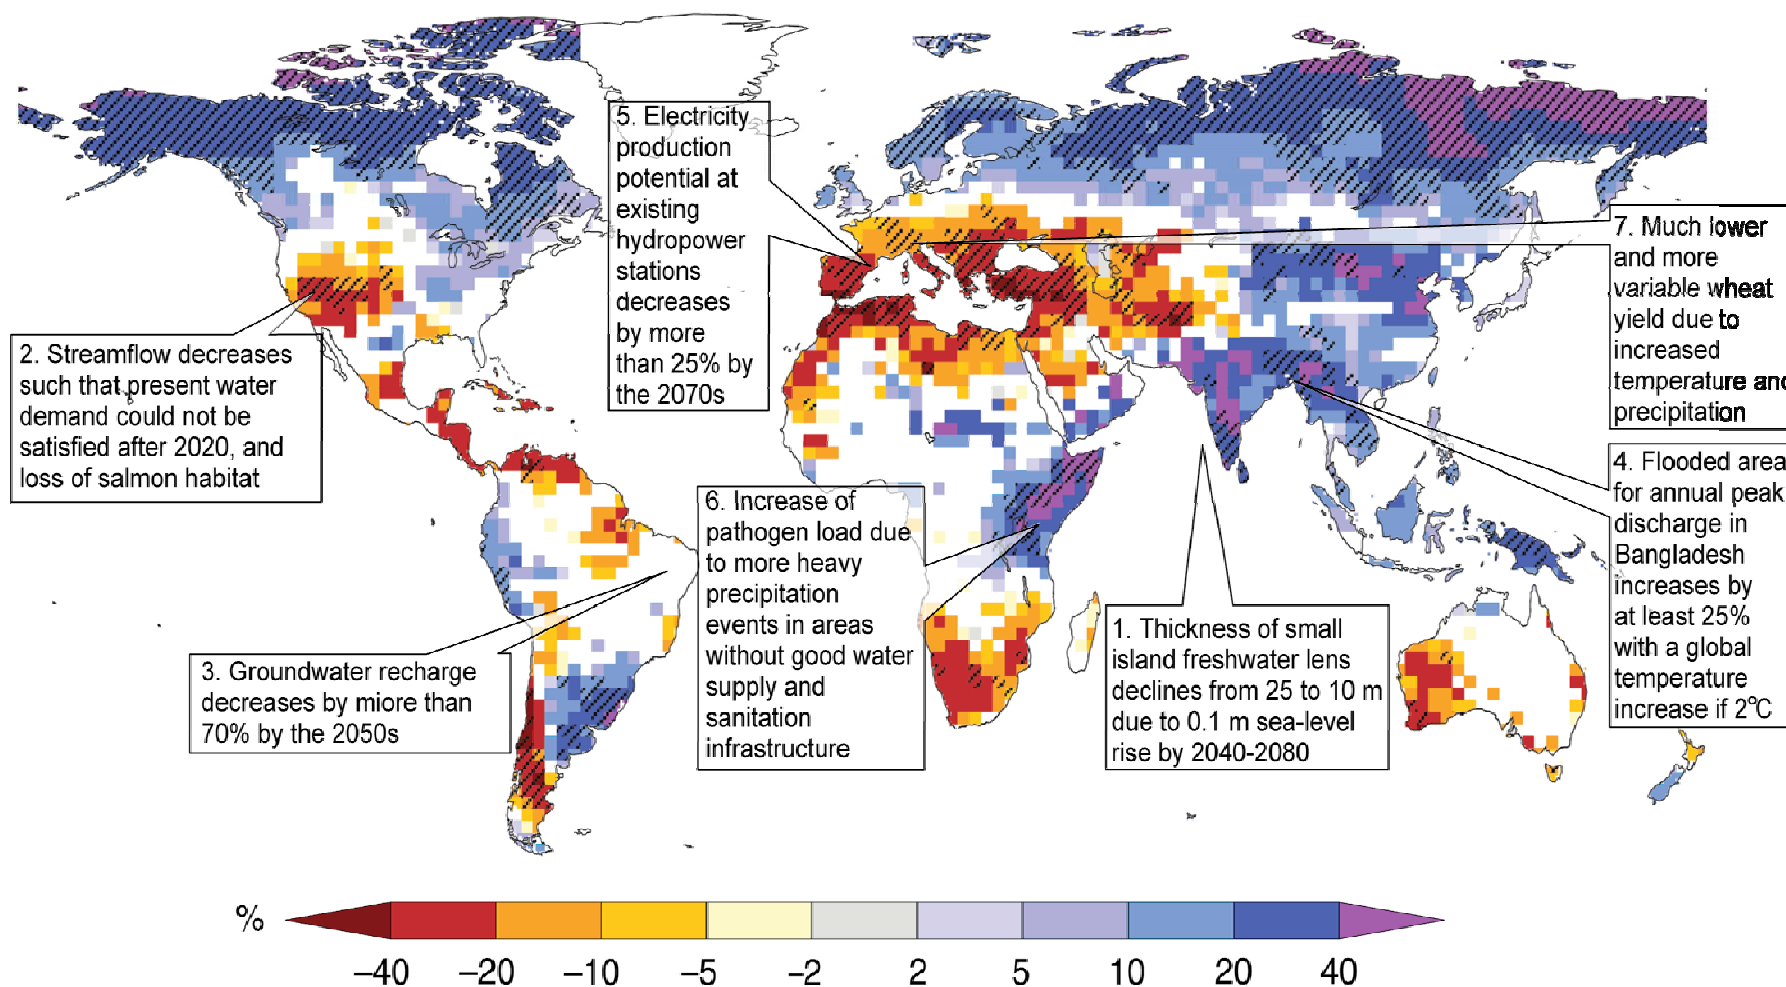 5. Electricity
production
potential at
existing
hydropower
stations
decreases
by more
than 25% by
the 2070s
7. Much lower
and more
variable wheat
yield due to
increased
temperature and
precipitation
2. Streamflow decreases
such that present water
demand could not be
satisfied after 2020, and
loss of salmon habitat
4. Flooded area
for annual peak
discharge in
Bangladesh
increases by
at least 25%
with a global
temperature
increase if 2°C
6. Increase of
pathogen load due
to more heavy
precipitation
events in areas
without good water
supply and
sanitation
infrastructure
1. Thickness of small
island freshwater lens
declines from 25 to 10 m
due to 0.1 m sea-level
rise by 2040-2080
3. Groundwater recharge
decreases by miore than
70% by the 2050s
%
–40 –20 –10 –5 –2 2 5 10 20 40